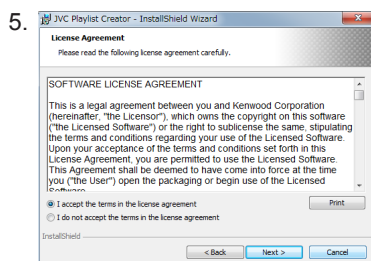 5.
JVC Playlist Creator - InstallShield Wizard
License Agreement
Please read the following license agreement carefully.
SOFTWARE LICENSE AGREEMENT
This is a legal agreement between you and Kenwood Corporation
(hereinafter, "the Licensor"), which owns the copyright on this software
("the Licensed Software") or the right to sublicense the same, stipulating
the terms and conditions regarding your use of the Licensed Software.
Upon your acceptance of the terms and conditions set forth in this
License Agreement, you are permitted to use the Licensed Software.
This Agreement shall be deemed to have come into force at the time
you ("the User") open the packaging or begin use of the Licensed
Software.
I accept the terms in the license agreement
Print
I do not accept the terms in the license agreement
InstallShield
< Back
Next >
Cancel